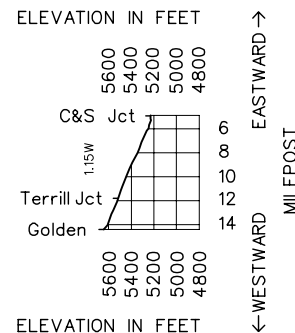 ELEVATION IN FEET
5600
5400
5200
5000
4800
EASTWARD →
C&S Jct
6
1.15W
8
10
MILEPOST
Terrill Jct
12
Golden
14
5600
5400
5200
5000
4800
← WESTWARD
ELEVATION IN FEET